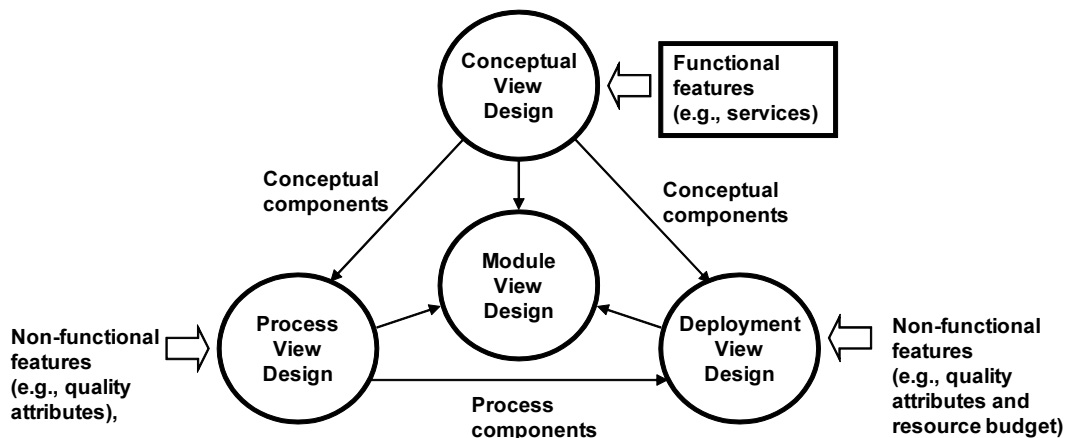 Conceptual
View
Design
Functional
features
(e.g., services)
Conceptual
components
Conceptual
components
Module
View
Design
Process
View
Design
Deployment
View
Design
Non-functional
features
(e.g., quality
attributes),
Non-functional
features
(e.g., quality
attributes and
resource budget)
Process
components